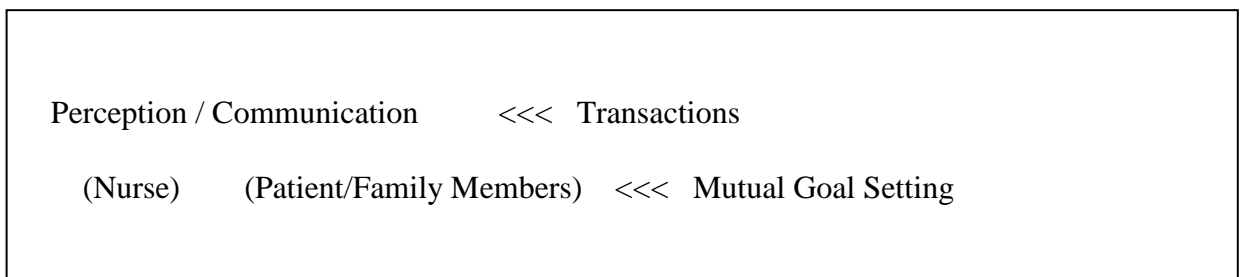 Perception / Communication <<< Transactions
(Nurse) (Patient/Family Members) <<< Mutual Goal Setting